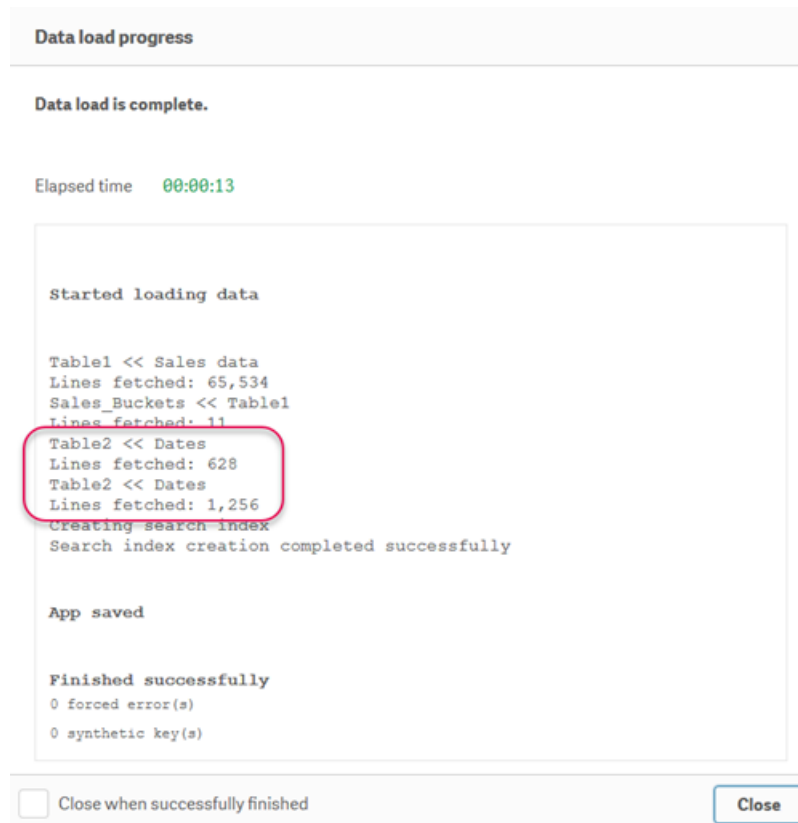 Data load progress
Data load is complete.
Elapsed time 00:00:13
Started loading data
Table1 << Sales data
Lines fetched: 65,534
Sales_Buckets << Table1
Lines fetched: 11
Table2 << Dates
Lines fetched: 628
Table2 << Dates
Lines fetched: 1,256
Creating search index
Search index creation completed successfully
App saved
Finished successfully
0 forced error(s)
0 synthetic key(s)
Close when successfully finished
Close